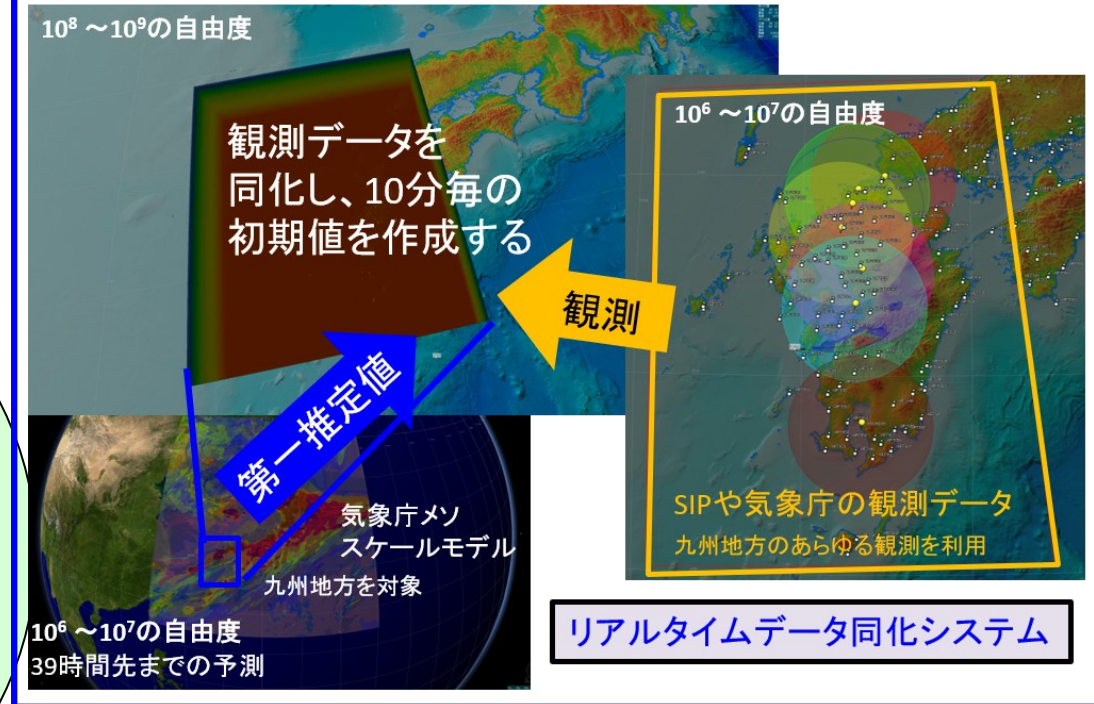 10⁸ ～10⁹の自由度
観測データを
同化し、10分毎の
初期値を作成する
10⁶ ～10⁷の自由度
観測
SIPや気象庁の観測データ
九州地方のあらゆる観測を利用
第一推定値
気象庁メソ
スケールモデル
九州地方を対象
10⁶ ～10⁷の自由度
39時間先までの予測
リアルタイムデータ同化システム